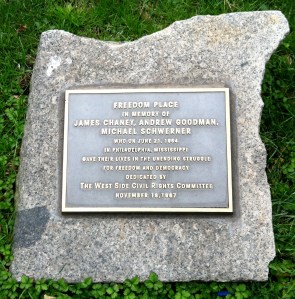 FREEDOM PLACE
IN MEMORY OF
JAMES CHANEY, ANDREW GOODMAN,
MICHAEL SCHWERNER
WHO ON JUNE 21, 1964
IN PHILADELPHIA, MISSISSIPPI
GAVE THEIR LIVES IN THE UNENDING STRUGGLE
FOR FREEDOM AND DEMOCRACY
DEDICATED BY
THE WEST SIDE CIVIL RIGHTS COMMITTEE
NOVEMBER 19, 1967